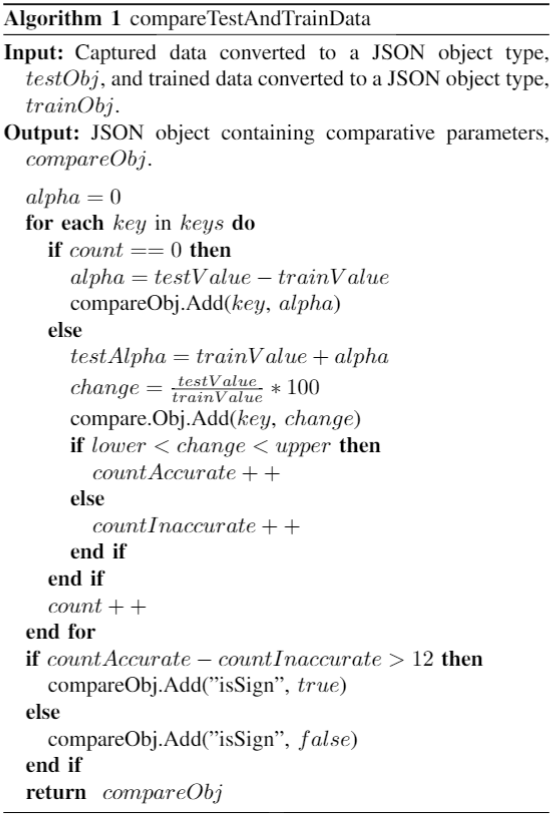 Algorithm 1 compareTestAndTrainData
Input: Captured data converted to a JSON object type,
testObj, and trained data converted to a JSON object type,
trainObj.
Output: JSON object containing comparative parameters,
compareObj.
alpha = 0
for each key in keys do
if count == 0 then
alpha = testValue − trainValue
compareObj.Add(key, alpha)
else
testAlpha = trainValue + alpha
change = testValue/trainValue ∗ 100
compare.Obj.Add(key, change)
if lower < change < upper then
countAccurate + +
else
countInaccurate + +
end if
end if
count + +
end for
if countAccurate − countInaccurate > 12 then
compareObj.Add(”isSign”, true)
else
compareObj.Add(”isSign”, false)
end if
return compareObj